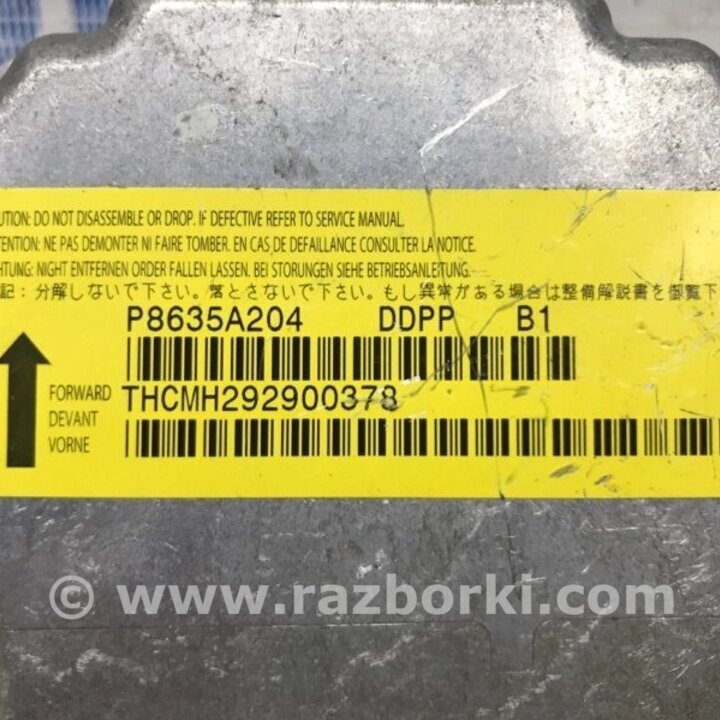 UTION: DO NOT DISASSEMBLE OR DROP. IF DEFECTIVE REFER TO SERVICE MANUAL.
TENTION: NE PAS DEMONTER NI FAIRE TOMBER. EN CAS DE DEFAILLANCE CONSULTER LA NOTICE.
HTUNG: NIGHT ENTFERNEN ORDER FALLEN LASSEN. BEI STORUNGEN SIEHE BETRIEBSANLEITUNG.
記：分解しないで下さい。落とさないで下さい。もし異常がある場合は整備解説書を御覧下
P8635A204 DDPP B1
FORWARD THCMH292900378
DEVANT
VORNE
© www.razborki.com